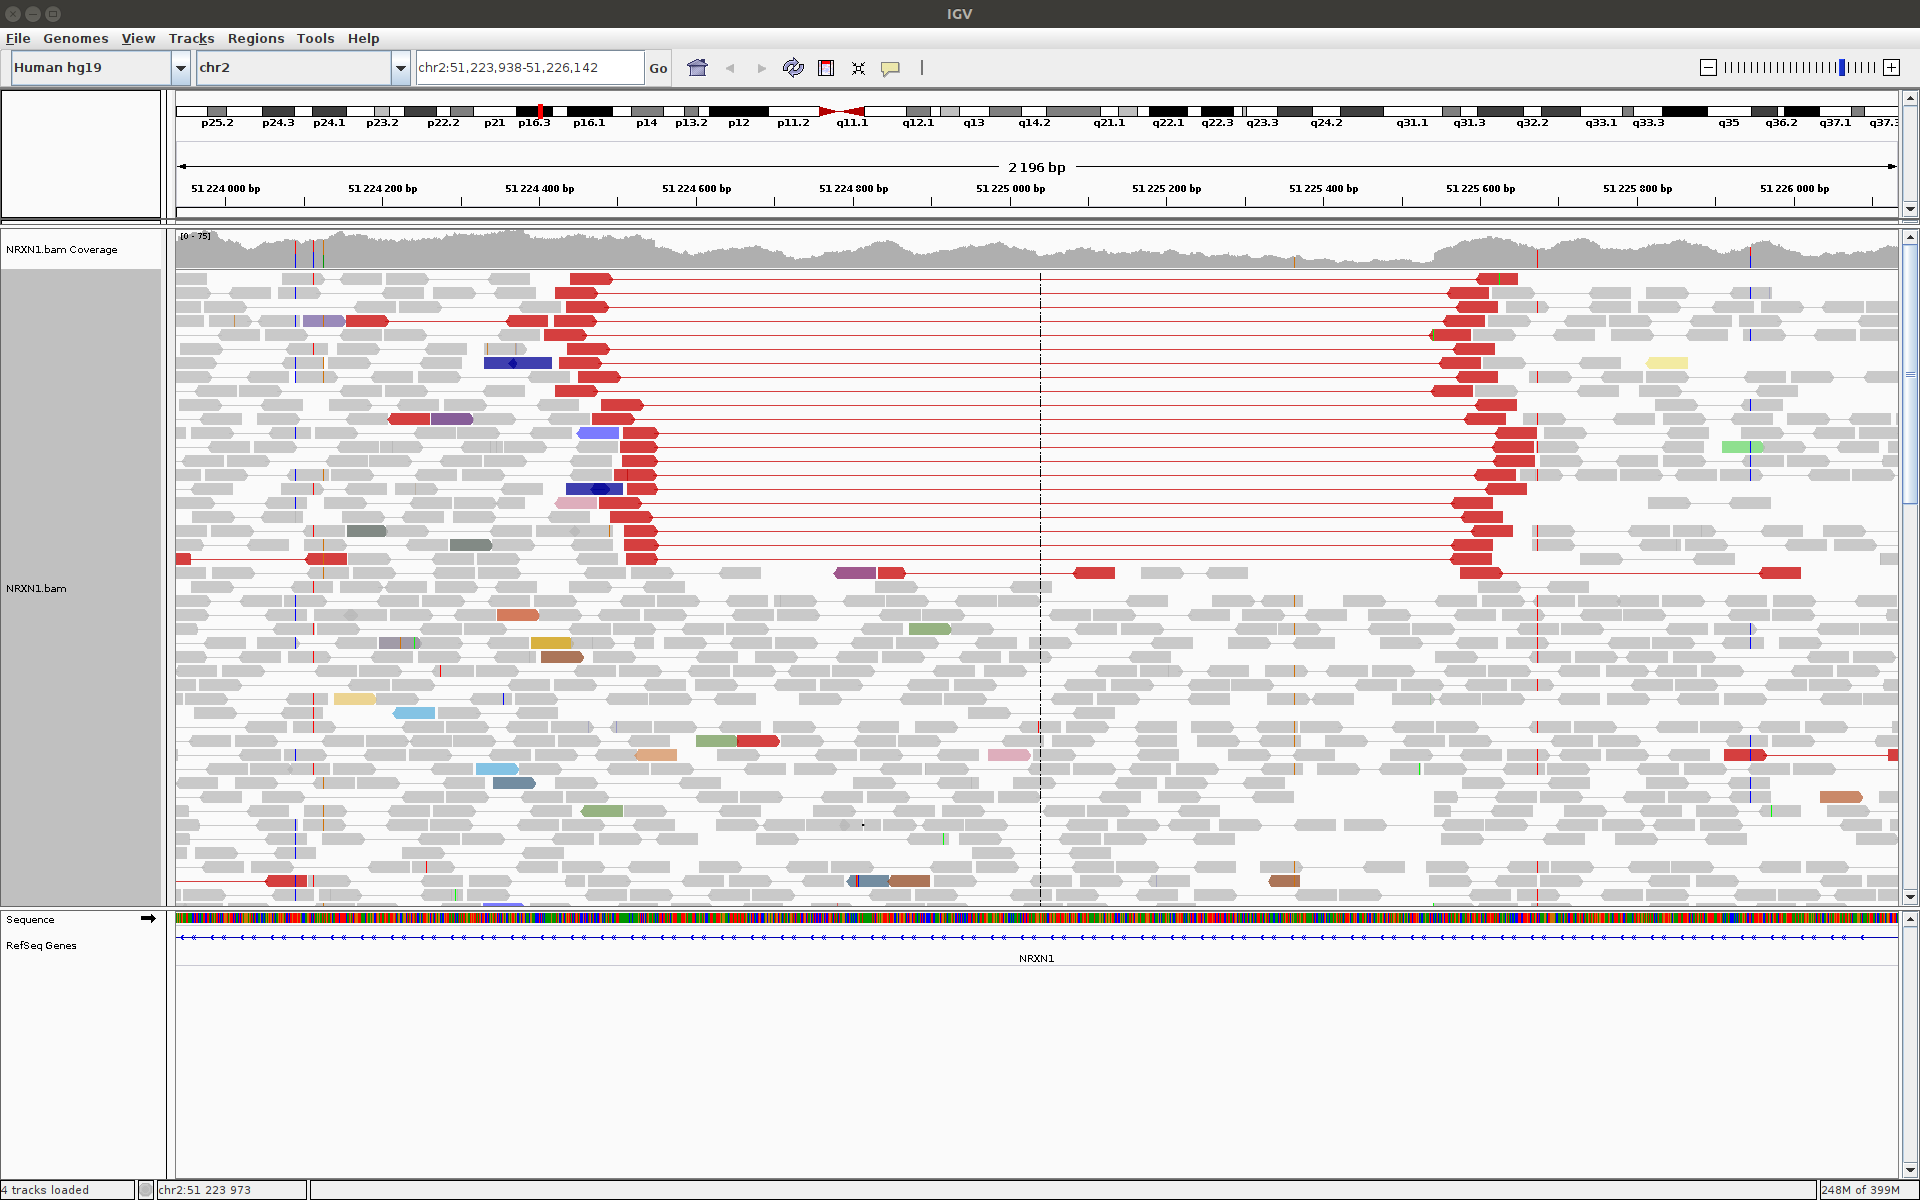 IGV
File Genomes View Tracks Regions Tools Help
Human hg19 chr2 chr2:51,223,938-51,226,142 Go
p25.2 p24.3 p24.1 p23.2 p22.2 p21 p16.3 p16.1 p14 p13.2 p12 p11.2 q11.1 q12.1 q13 q14.2 q21.1 q22.1 q22.3 q23.3 q24.2 q31.1 q31.3 q32.2 q33.1 q33.3 q35 q36.2 q37.1 q37.3
2 196 bp
51 224 000 bp 51 224 200 bp 51 224 400 bp 51 224 600 bp 51 224 800 bp 51 225 000 bp 51 225 200 bp 51 225 400 bp 51 225 600 bp 51 225 800 bp 51 226 000 bp
[0 - 75]
NRXN1.bam Coverage
NRXN1.bam
Sequence
RefSeq Genes
NRXN1
4 tracks loaded chr2:51 223 973 248M of 399M